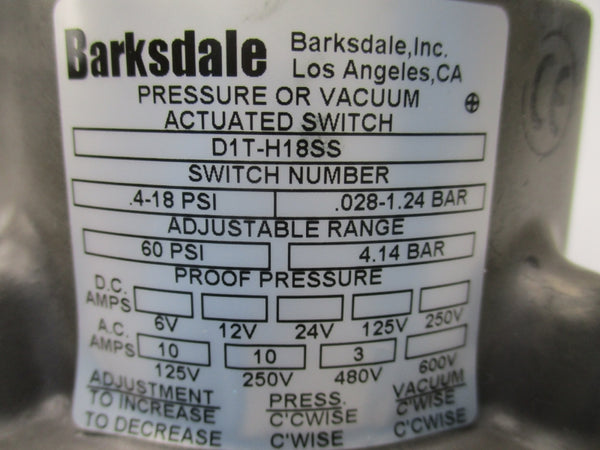 Barksdale Barksdale,Inc.
Los Angeles,CA
PRESSURE OR VACUUM
ACTUATED SWITCH
D1T-H18SS
SWITCH NUMBER
.4-18 PSI .028-1.24 BAR
ADJUSTABLE RANGE
60 PSI 4.14 BAR
PROOF PRESSURE
D.C.
AMPS
6V 12V 24V 125V 250V
A.C.
AMPS 10 10 3
125V 250V 480V 600V
ADJUSTMENT PRESS. VACUUM
TO INCREASE C'CWISE C'WISE
TO DECREASE C'WISE C'CWISE